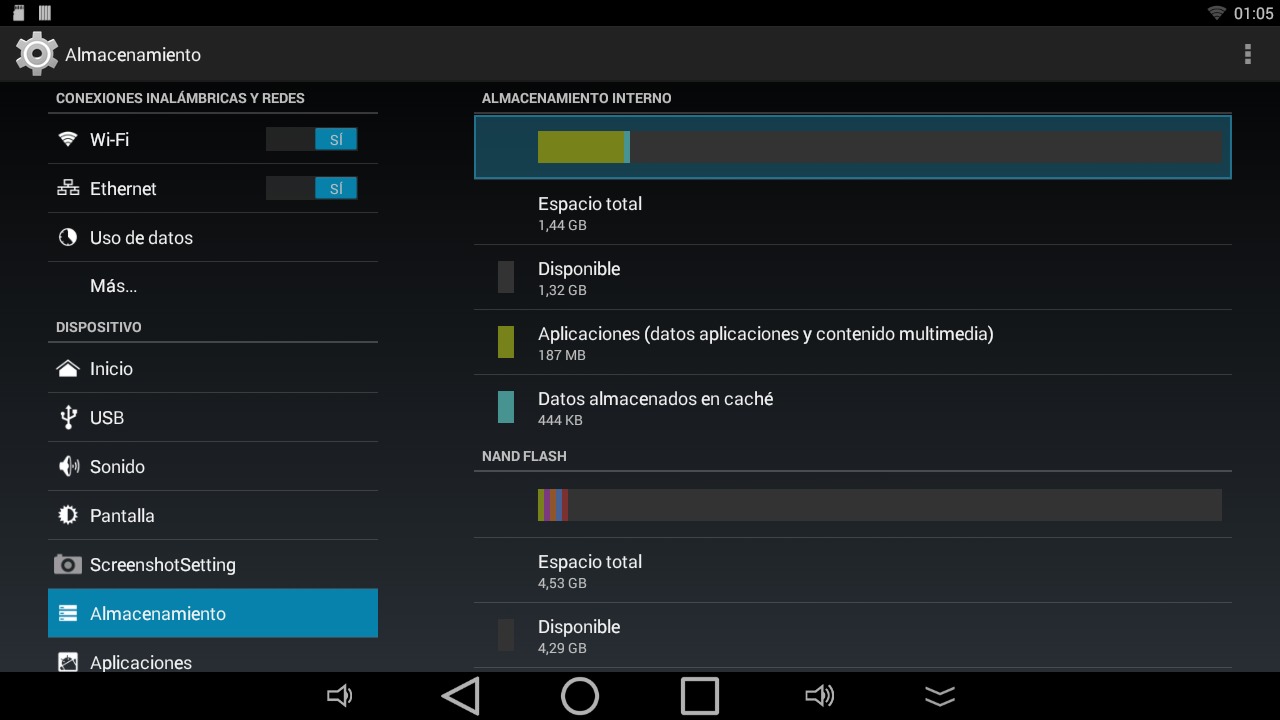 01:05
Almacenamiento
CONEXIONES INALÁMBRICAS Y REDES
Wi-Fi
SÍ
Ethernet
SÍ
Uso de datos
Más...
DISPOSITIVO
Inicio
USB
Sonido
Pantalla
ScreenshotSetting
Almacenamiento
Aplicaciones
ALMACENAMIENTO INTERNO
Espacio total
1,44 GB
Disponible
1,32 GB
Aplicaciones (datos aplicaciones y contenido multimedia)
187 MB
Datos almacenados en caché
444 KB
NAND FLASH
Espacio total
4,53 GB
Disponible
4,29 GB